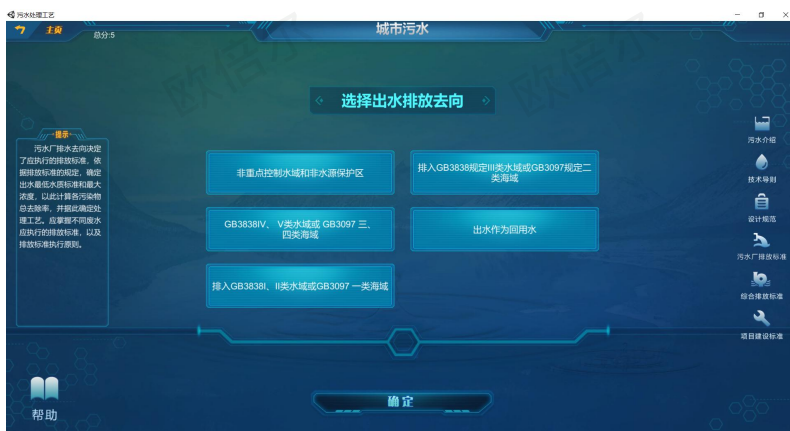 污水处理工艺
主页
总分:5
城市污水
选择出水排放去向
提示
污水厂排水去向决定
了应执行的排放标准，依
据排放标准的规定，确定
出水最低水质标准和最大
浓度，以此计算各污染物
总去除率，并据此确定处
理工艺。应掌握不同废水
应执行的排放标准，以及
排放标准执行原则。
非重点控制水域和非水源保护区
排入GB3838规定III类水域或GB3097规定二
类海域
GB3838IV、 V类水域或 GB3097 三、
四类海域
出水作为回用水
排入GB3838I、II类水域或GB3097 一类海域
污水介绍
技术导则
设计规范
污水厂排放标准
综合排放标准
项目建设标准
帮助
确定
欧倍尔
欧倍尔